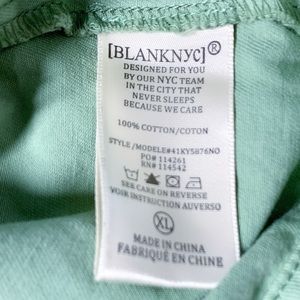 [BLANKNYC]®
DESIGNED FOR YOU
BY OUR NYC TEAM
IN THE CITY THAT
NEVER SLEEPS
BECAUSE WE CARE
100% COTTON/COTON
STYLE / MODELE#41KY5876NO
PO# 114261
RN# 114542
SEE CARE ON REVERSE
VOIR INSTRUCTION AUVERSO
XL
MADE IN CHINA
FABRIQUÉ EN CHINE